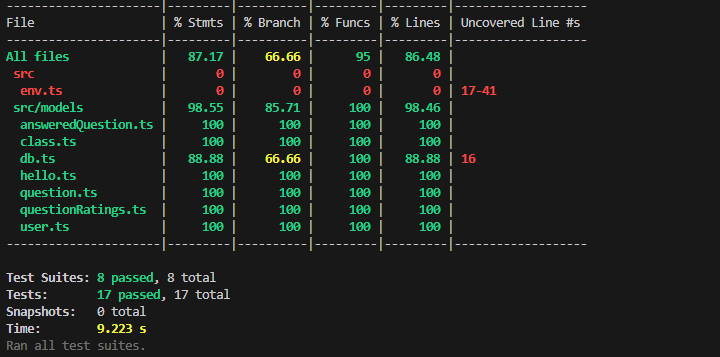 ----------------------|---------|----------|---------|---------|-------------------
File                  | % Stmts | % Branch | % Funcs | % Lines | Uncovered Line #s
----------------------|---------|----------|---------|---------|-------------------
All files             |   87.17 |    66.66 |      95 |   86.48 |
 src                  |       0 |        0 |       0 |       0 |
  env.ts              |       0 |        0 |       0 |       0 | 17-41
 src/models           |   98.55 |    85.71 |     100 |   98.46 |
  answeredQuestion.ts |     100 |      100 |     100 |     100 |
  class.ts            |     100 |      100 |     100 |     100 |
  db.ts               |   88.88 |    66.66 |     100 |   88.88 | 16
  hello.ts            |     100 |      100 |     100 |     100 |
  question.ts         |     100 |      100 |     100 |     100 |
  questionRatings.ts  |     100 |      100 |     100 |     100 |
  user.ts             |     100 |      100 |     100 |     100 |
----------------------|---------|----------|---------|---------|-------------------
Test Suites: 8 passed, 8 total
Tests:       17 passed, 17 total
Snapshots:   0 total
Time:        9.223 s
Ran all test suites.